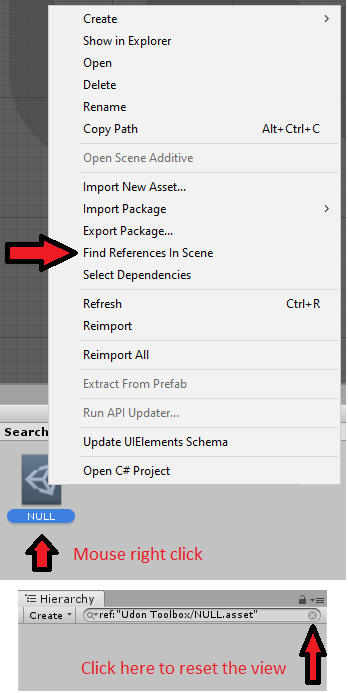 Create
Show in Explorer
Open
Delete
Rename
Copy Path Alt+Ctrl+C
Open Scene Additive
Import New Asset...
Import Package
Export Package...
Find References In Scene
Select Dependencies
Refresh Ctrl+R
Reimport
Reimport All
Extract From Prefab
Run API Updater...
Update UIElements Schema
Open C# Project
Search
NULL
Mouse right click
Hierarchy
Create ref:"Udon Toolbox/NULL.asset"
Click here to reset the view